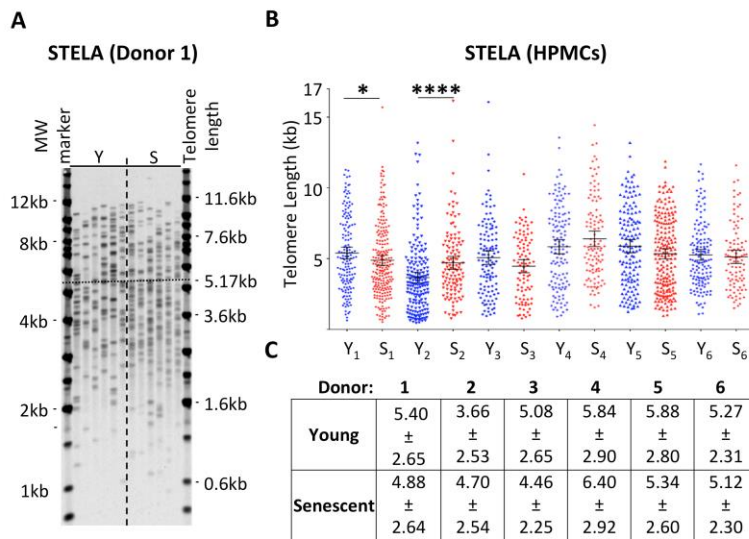 A
STELA (Donor 1)
MW
marker
Y
S
Telomere
length
12kb
8kb
4kb
2kb
1kb
11.6kb
7.6kb
5.17kb
3.6kb
1.6kb
0.6kb
B
STELA (HPMCs)
Telomere Length (kb)
17
15
10
5
*
****
Y1 S1 Y2 S2 Y3 S3 Y4 S4 Y5 S5 Y6 S6
C
Donor: 1 2 3 4 5 6
Young
5.40 ± 2.65
3.66 ± 2.53
5.08 ± 2.65
5.84 ± 2.90
5.88 ± 2.80
5.27 ± 2.31
Senescent
4.88 ± 2.64
4.70 ± 2.54
4.46 ± 2.25
6.40 ± 2.92
5.34 ± 2.60
5.12 ± 2.30